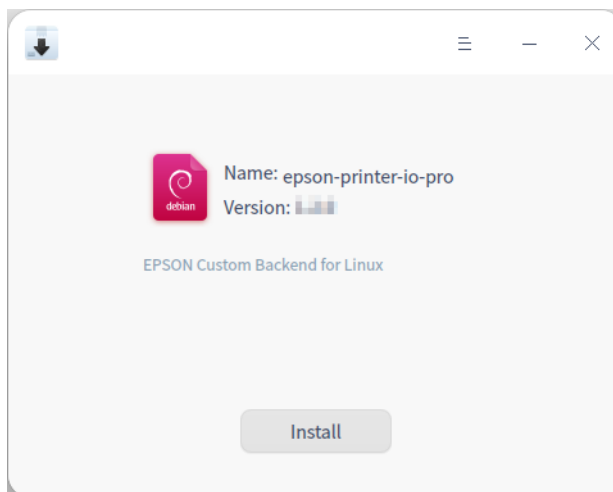 Name: epson-printer-io-pro
debian
Version:
EPSON Custom Backend for Linux
Install